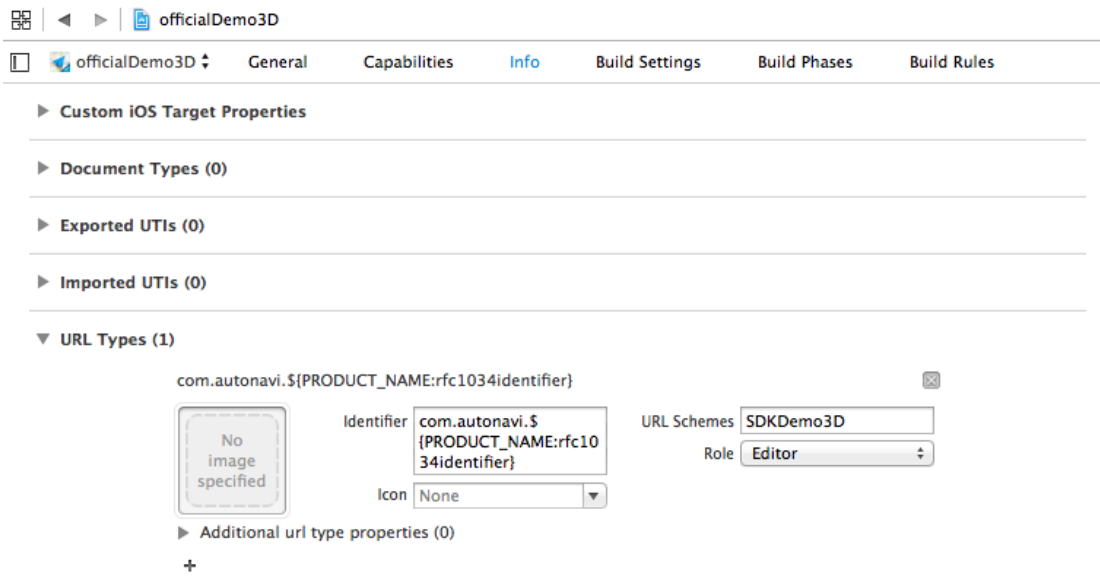 officialDemo3D
officialDemo3D General Capabilities Info Build Settings Build Phases Build Rules
Custom iOS Target Properties
Document Types (0)
Exported UTIs (0)
Imported UTIs (0)
URL Types (1)
com.autonavi.${PRODUCT_NAME:rfc1034identifier}
No
image
specified
Identifier com.autonavi.$
{PRODUCT_NAME:rfc10
34identifier}
Icon None
URL Schemes SDKDemo3D
Role Editor
Additional url type properties (0)